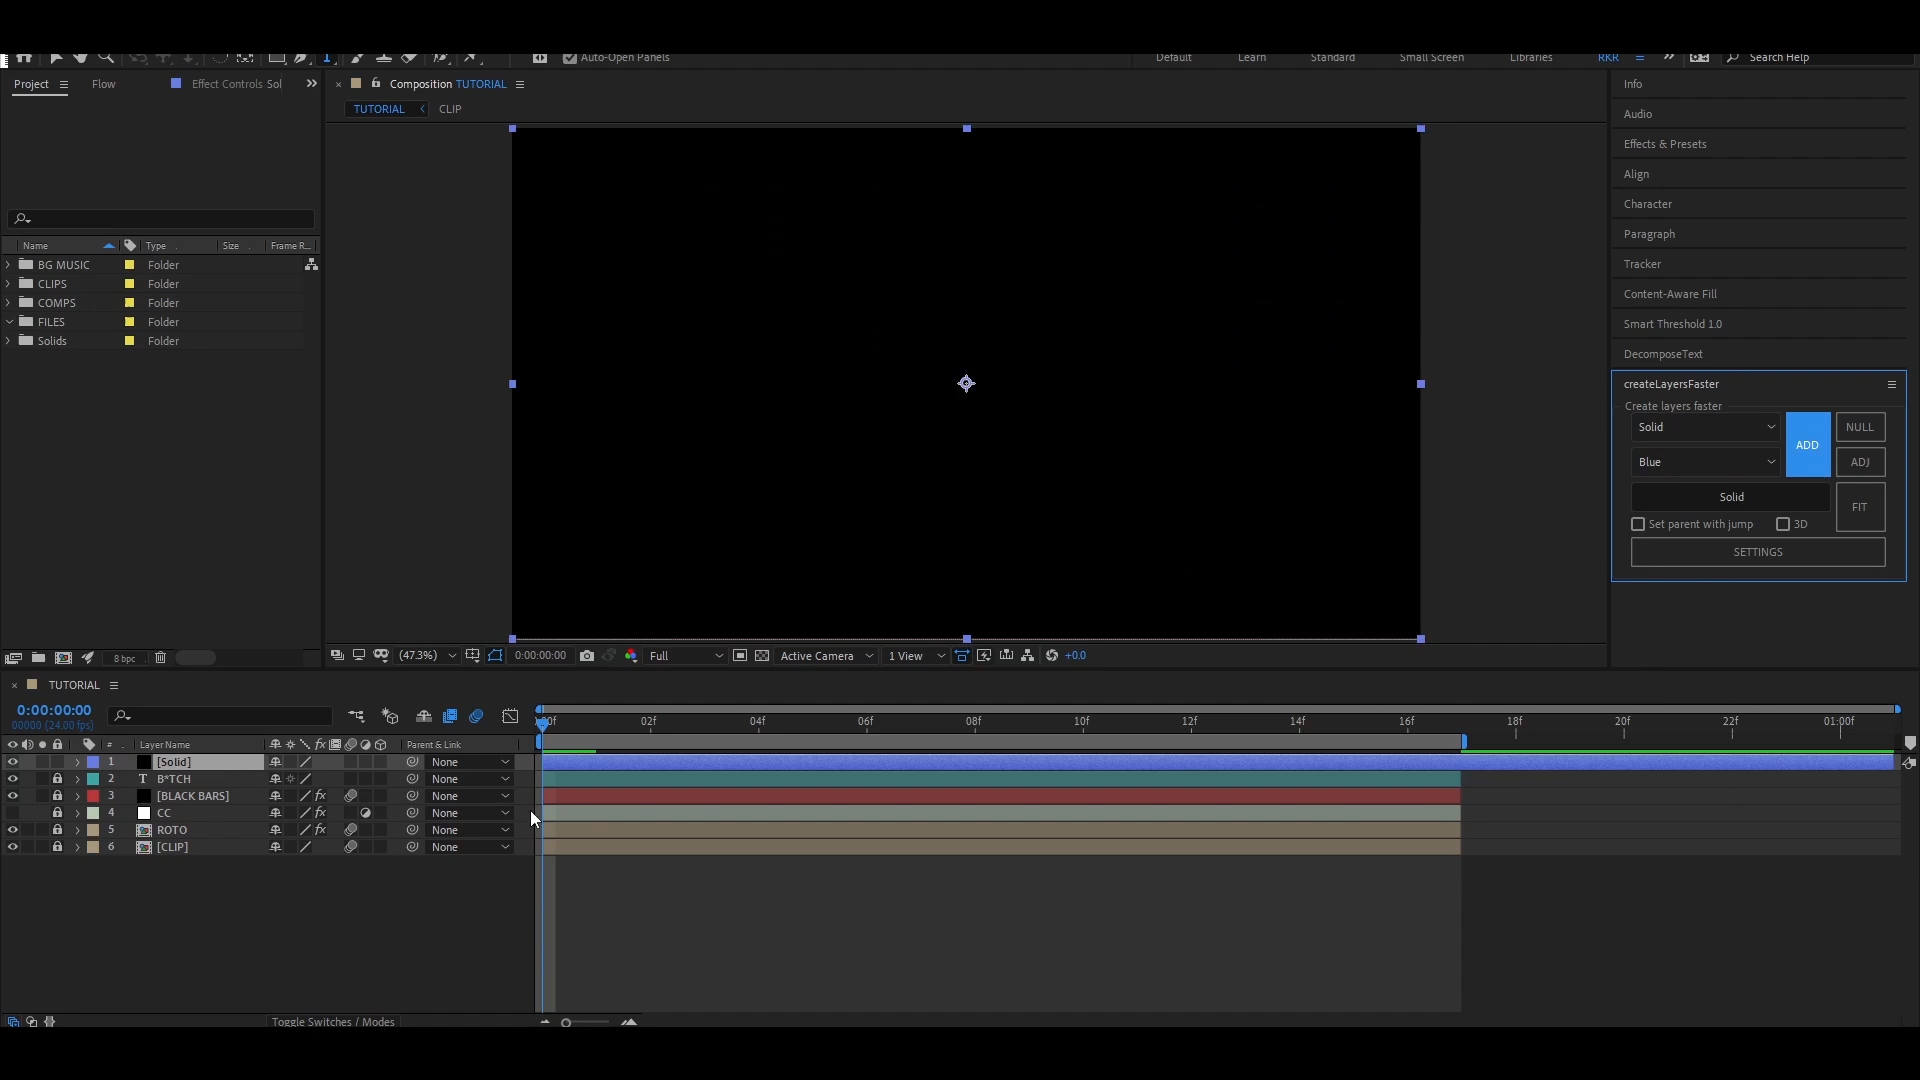 Auto-Open Panels Default Learn Standard Small Screen Libraries RKR Search Help
Project Flow Effect Controls Sol
Composition TUTORIAL
TUTORIAL CLIP
Name Type Size Frame R...
BG MUSIC Folder
CLIPS Folder
COMPS Folder
FILES Folder
Solids Folder
8 bpc
(47.3%) 0:00:00:00 Full Active Camera 1 View +0.0
Info
Audio
Effects & Presets
Align
Character
Paragraph
Tracker
Content-Aware Fill
Smart Threshold 1.0
DecomposeText
createLayersFaster
Create layers faster
Solid ADD NULL
Blue ADJ
Solid FIT
Set parent with jump 3D
SETTINGS
TUTORIAL
0:00:00:00
00000 (24.00 fps)
:00f 02f 04f 06f 08f 10f 12f 14f 16f 18f 20f 22f 01:00f
# Layer Name fx Parent & Link
1 [Solid] None
2 T B*TCH None
3 [BLACK BARS] fx None
4 CC None
5 ROTO fx None
6 [CLIP] None
Toggle Switches / Modes